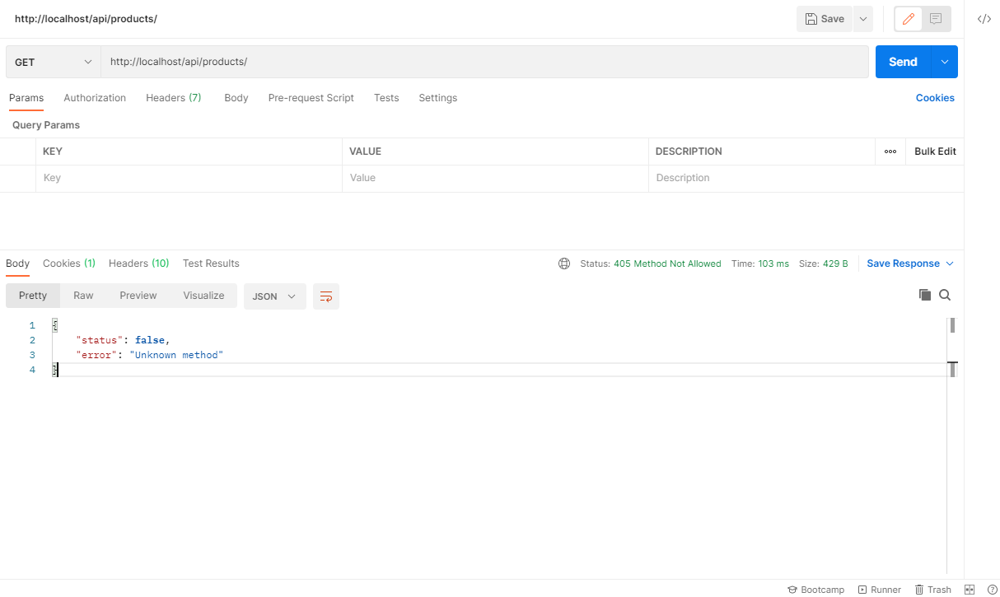 http://localhost/api/products/ Save </>
GET http://localhost/api/products/ Send
Params Authorization Headers (7) Body Pre-request Script Tests Settings Cookies
Query Params
KEY VALUE DESCRIPTION ooo Bulk Edit
Key Value Description
Body Cookies (1) Headers (10) Test Results Status: 405 Method Not Allowed Time: 103 ms Size: 429 B Save Response
Pretty Raw Preview Visualize JSON
1 {
2 "status": false,
3 "error": "Unknown method"
4 }
Bootcamp Runner Trash ?